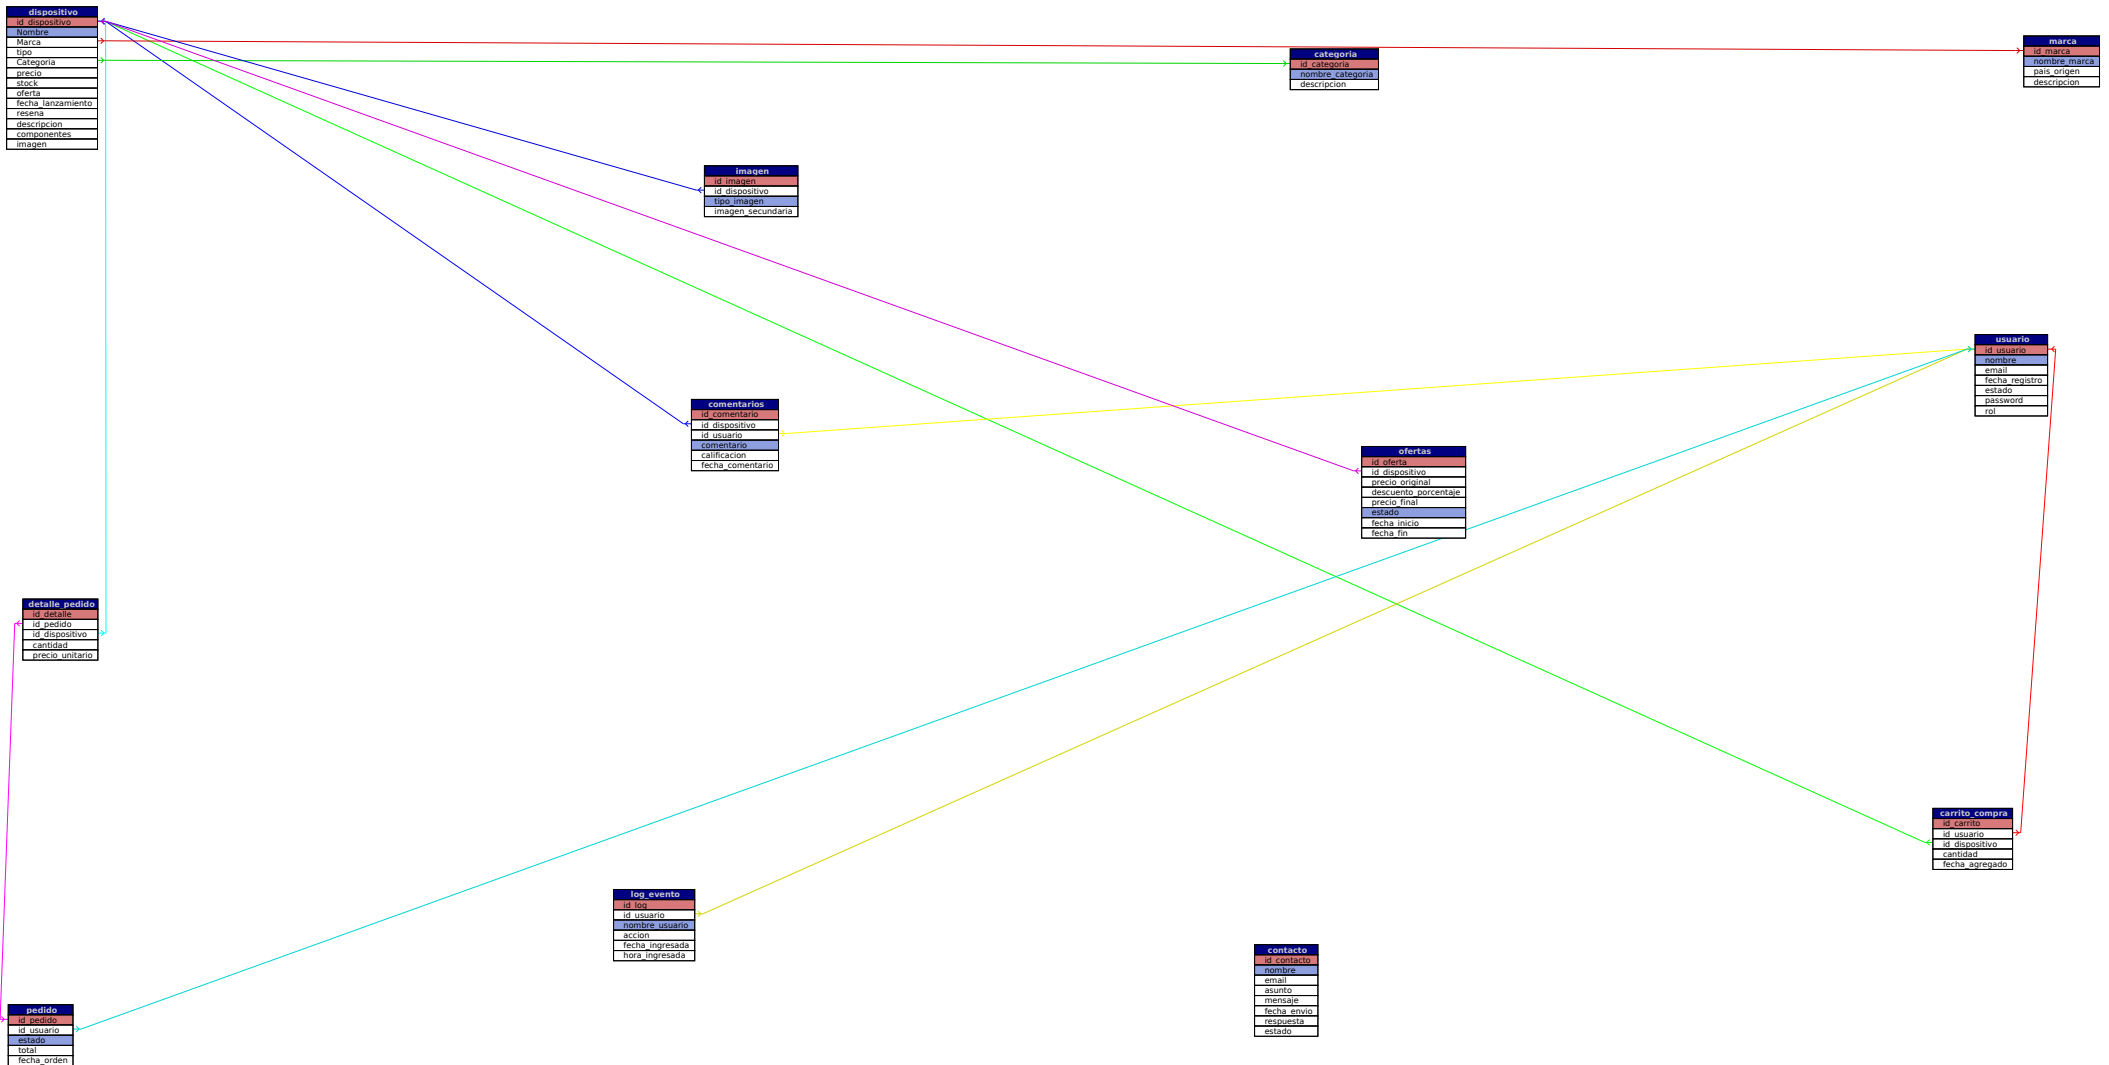 dispositivo
id_dispositivo
Nombre
Marca
tipo
Categoria
precio
stock
oferta
fecha_lanzamiento
resena
descripcion
componentes
imagen
categoria
id_categoria
nombre_categoria
descripcion
marca
id_marca
nombre_marca
pais_origen
descripcion
imagen
id_imagen
id_dispositivo
tipo_imagen
imagen_secundaria
usuario
id_usuario
nombre
email
fecha_registro
estado
password
rol
comentarios
id_comentario
id_dispositivo
id_usuario
comentario
calificacion
fecha_comentario
ofertas
id_oferta
id_dispositivo
precio_original
descuento_porcentaje
precio_final
estado
fecha_inicio
fecha_fin
detalle_pedido
id_detalle
id_pedido
id_dispositivo
cantidad
precio_unitario
carrito_compra
id_carrito
id_usuario
id_dispositivo
cantidad
fecha_agregado
log_evento
id_log
id_usuario
nombre_usuario
accion
fecha_ingresada
hora_ingresada
contacto
id_contacto
nombre
email
asunto
mensaje
fecha_envio
respuesta
estado
pedido
id_pedido
id_usuario
estado
total
fecha_orden